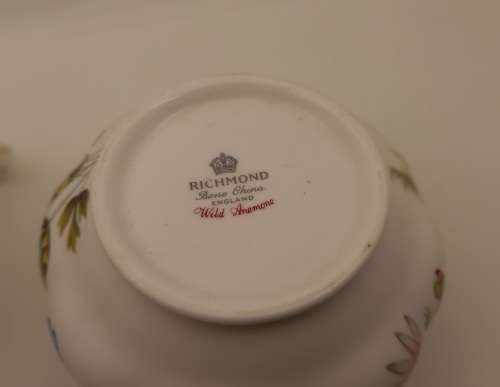 RICHMOND
Bone China
ENGLAND
Wild Anemone